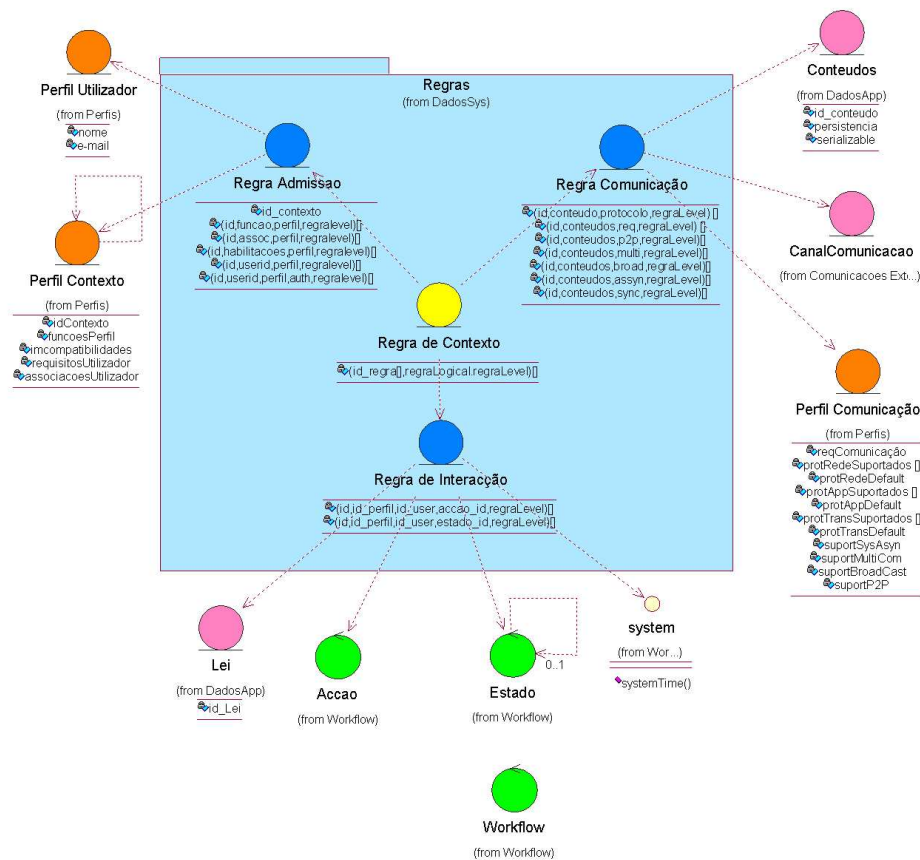 Regras
(from DadosSys)
Perfil Utilizador
(from Perfis)
nome
e-mail
Conteudos
(from DadosApp)
id_conteudo
persistencia
serializable
Regra Admissao
id_contexto
(id,funcao,perfil,regralevel)[]
(id,assoc,perfil,regralevel)[]
(id,habilitacoes,perfil,regralevel)[]
(id,userid,perfil,regralevel)[]
(id,userid,perfil,auth,regralevel)[]
Regra Comunicação
(id,conteudo,protocolo,regraLevel) []
(id,conteudos,req,regraLevel) []
(id,conteudos,p2p,regraLevel)[]
(id,conteudos,multi,regraLevel)[]
(id,conteudos,broad,regraLevel)[]
(id,conteudos,assyn,regraLevel)[]
(id,conteudos,sync,regraLevel)[]
CanalComunicacao
(from Comunicacoes Ext...)
Perfil Contexto
(from Perfis)
idContexto
funcoesPerfil
imcompatibilidades
requisitosUtilizador
associacoesUtilizador
Regra de Contexto
(id_regra[],regraLogical.regraLevel)[]
Perfil Comunicação
(from Perfis)
reqComunicação
protRedeSuportados []
protRedeDefault
protAppSuportados []
protAppDefault
protTransSuportados []
protTransDefault
suportSysAsyn
suportMultiCom
suportBroadCast
suportP2P
Regra de Interacção
(id,id_perfil,id_user,accao_id,regraLevel)[]
(id,id_perfil,id_user,estado_id,regraLevel)[]
Lei
(from DadosApp)
id_Lei
Accao
(from Workflow)
0..1
Estado
(from Workflow)
system
(from Wor...)
systemTime()
Workflow
(from Workflow)